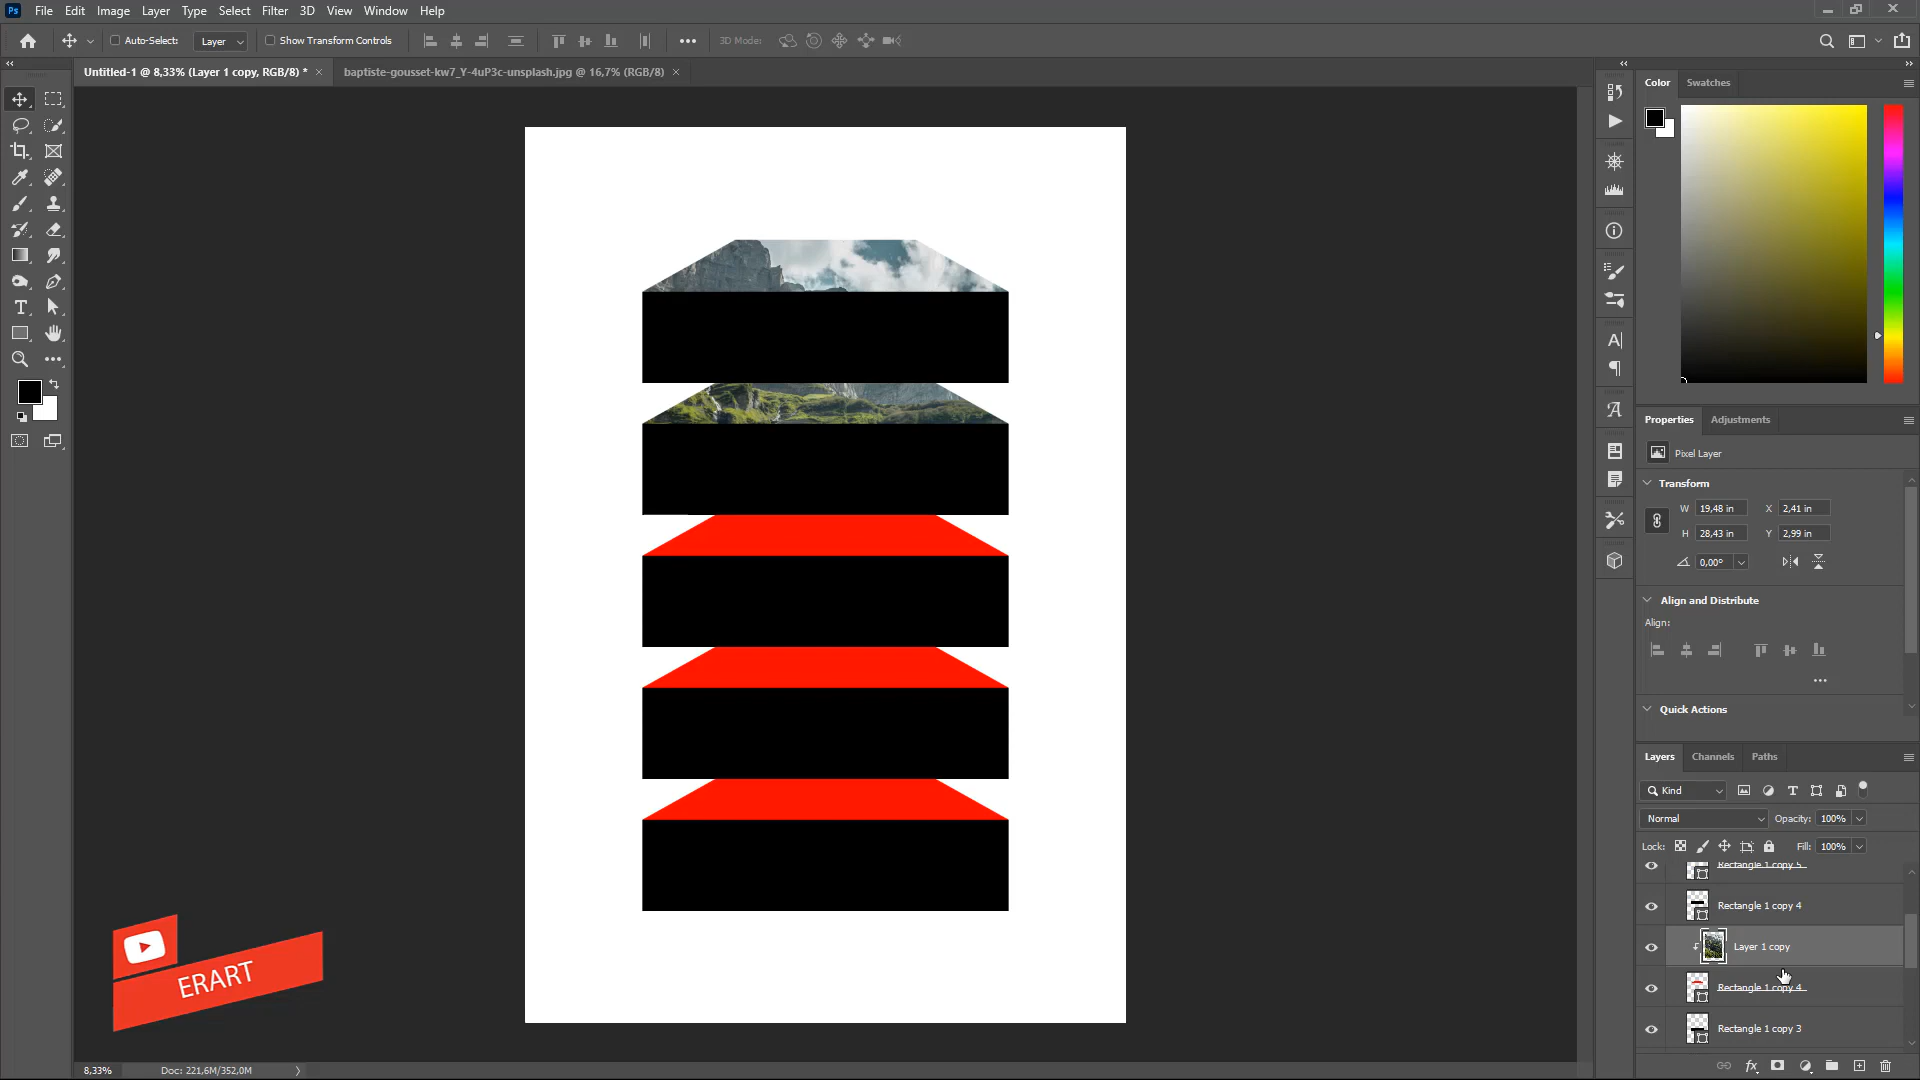 Ps File Edit Image Layer Type Select Filter 3D View Window Help
Auto-Select: Layer Show Transform Controls 3D Mode:
Untitled-1 @ 8,33% (Layer 1 copy, RGB/8) * × baptiste-gousset-kw7_Y-4uP3c-unsplash.jpg @ 16,7% (RGB/8) ×
Color Swatches
Properties Adjustments
Pixel Layer
Transform
W 19,48 in X 2,41 in
H 28,43 in Y 2,99 in
0,00°
Align and Distribute
Align:
Quick Actions
Layers Channels Paths
Kind
Normal Opacity: 100%
Lock: Fill: 100%
Rectangle 1 copy 5
Rectangle 1 copy 4
Layer 1 copy
Rectangle 1 copy 4
Rectangle 1 copy 3
ERART
8,33% Doc: 221,6M/352,0M